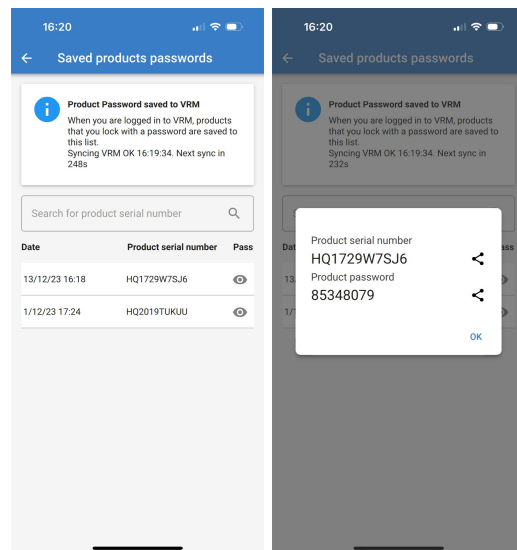 16:20
Saved products passwords
Product Password saved to VRM
When you are logged in to VRM, products
that you lock with a password are saved to
this list.
Syncing VRM OK 16:19:34. Next sync in
248s
Search for product serial number
Date Product serial number Pass
13/12/23 16:18 HQ1729W7SJ6
1/12/23 17:24 HQ2019TUKUU
16:20
Saved products passwords
Product Password saved to VRM
When you are logged in to VRM, products
that you lock with a password are saved to
this list.
Syncing VRM OK 16:19:34. Next sync in
232s
S
Dat
ass
13,
1/1
Product serial number
HQ1729W7SJ6
Product password
85348079
OK